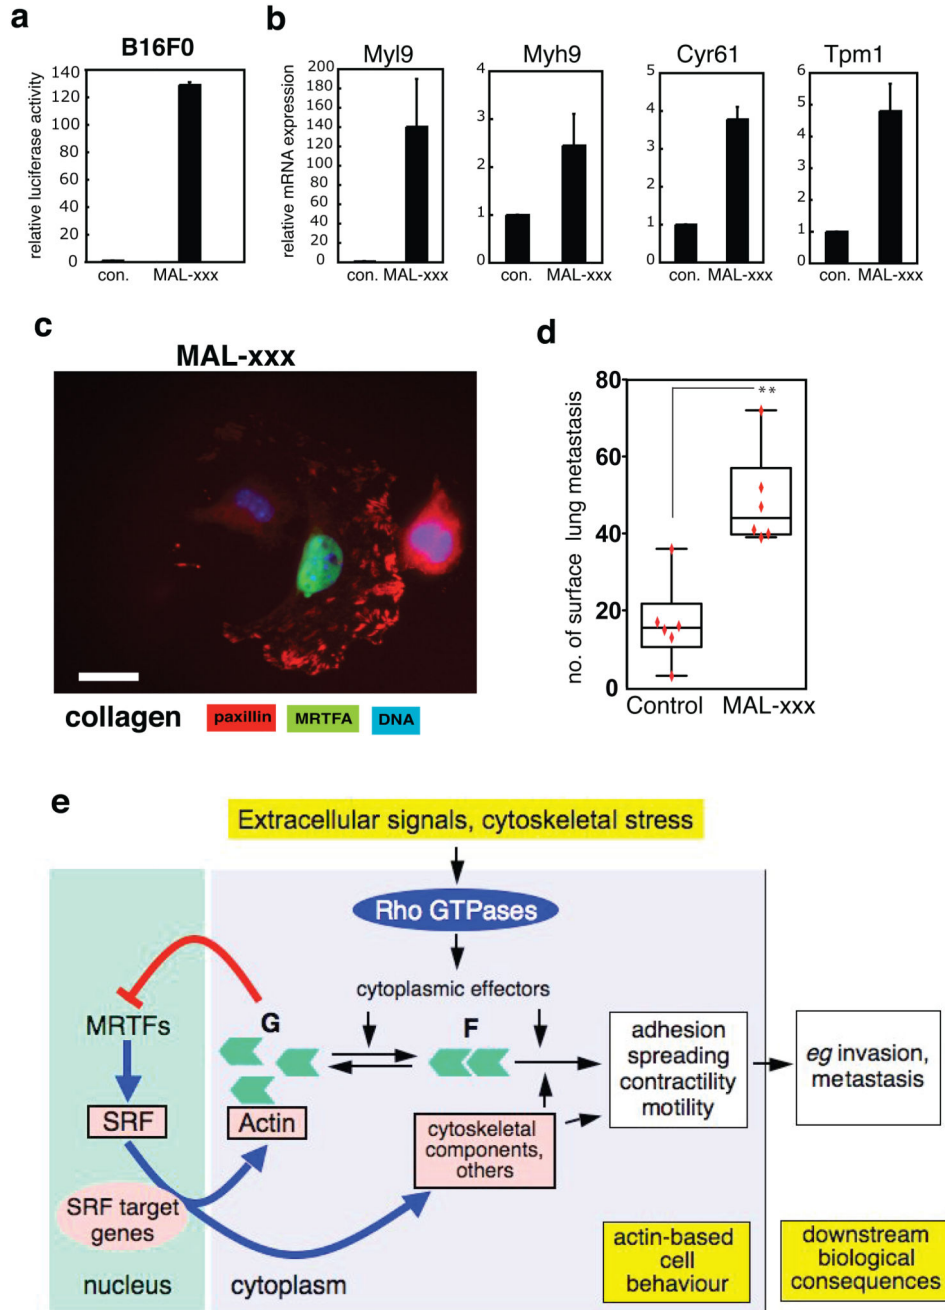 a
B16F0
relative luciferase activity
140
120
100
80
60
40
20
0
con. MAL-xxx
b
relative mRNA expression
Myl9
200
180
160
140
120
100
80
60
40
20
0
con. MAL-xxx
Myh9
4
3
2
1
0
con. MAL-xxx
Cyr61
5
4
3
2
1
0
con. MAL-xxx
Tpm1
6
5
4
3
2
1
0
con. MAL-xxx
c
MAL-xxx
collagen paxillin MRTFA DNA
d
no. of surface lung metastasis
80
60
40
20
0
**
Control MAL-xxx
e
Extracellular signals, cytoskeletal stress
Rho GTPases
cytoplasmic effectors
MRTFs
G
F
SRF
Actin
cytoskeletal
components,
others
adhesion
spreading
contractility
motility
eg invasion,
metastasis
SRF target
genes
nucleus
cytoplasm
actin-based
cell
behaviour
downstream
biological
consequences